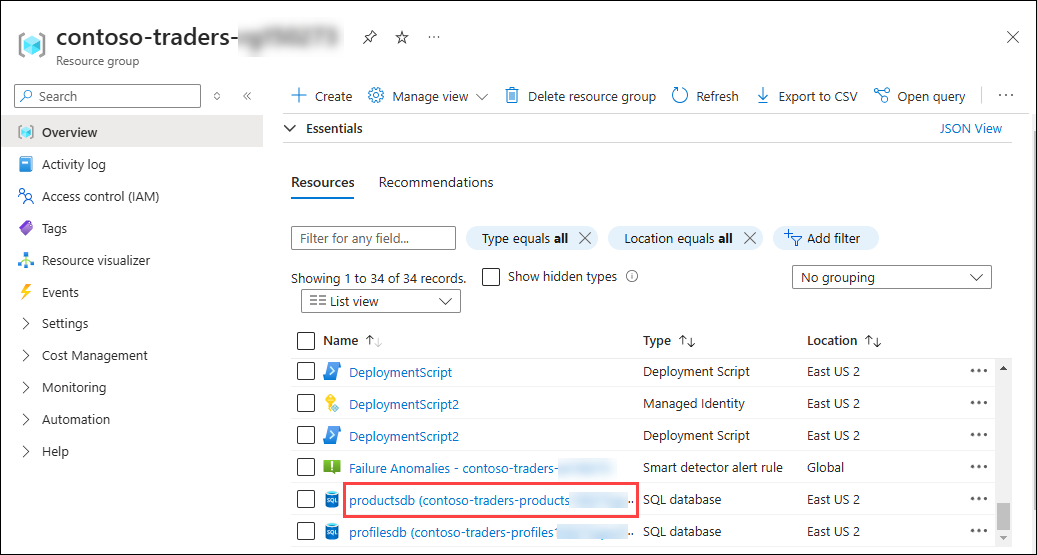 contoso-traders-
Resource group
Search
Create
Manage view
Delete resource group
Refresh
Export to CSV
Open query
Overview
Activity log
Access control (IAM)
Tags
Resource visualizer
Events
Settings
Cost Management
Monitoring
Automation
Help
Essentials
JSON View
Resources Recommendations
Filter for any field...
Type equals all
Location equals all
Add filter
Showing 1 to 34 of 34 records.
Show hidden types
No grouping
List view
Name Type Location
DeploymentScript Deployment Script East US 2
DeploymentScript2 Managed Identity East US 2
DeploymentScript2 Deployment Script East US 2
Failure Anomalies - contoso-traders- Smart detector alert rule Global
SQL productsdb (contoso-traders-products ... SQL database East US 2
SQL profilesdb (contoso-traders-profiles ... SQL database East US 2